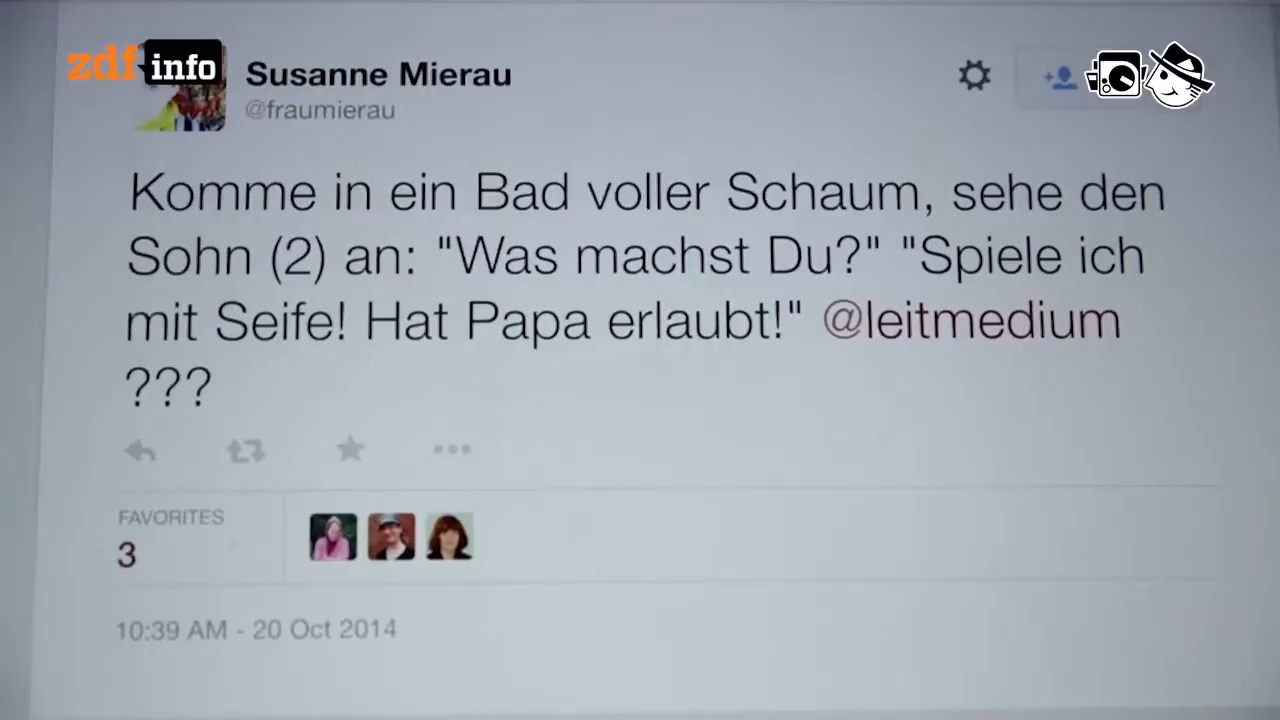 zdf info
Susanne Mierau
@fraumierau
Komme in ein Bad voller Schaum, sehe den
Sohn (2) an: "Was machst Du?" "Spiele ich
mit Seife! Hat Papa erlaubt!" @leitmedium
???
FAVORITES
3
10:39 AM - 20 Oct 2014